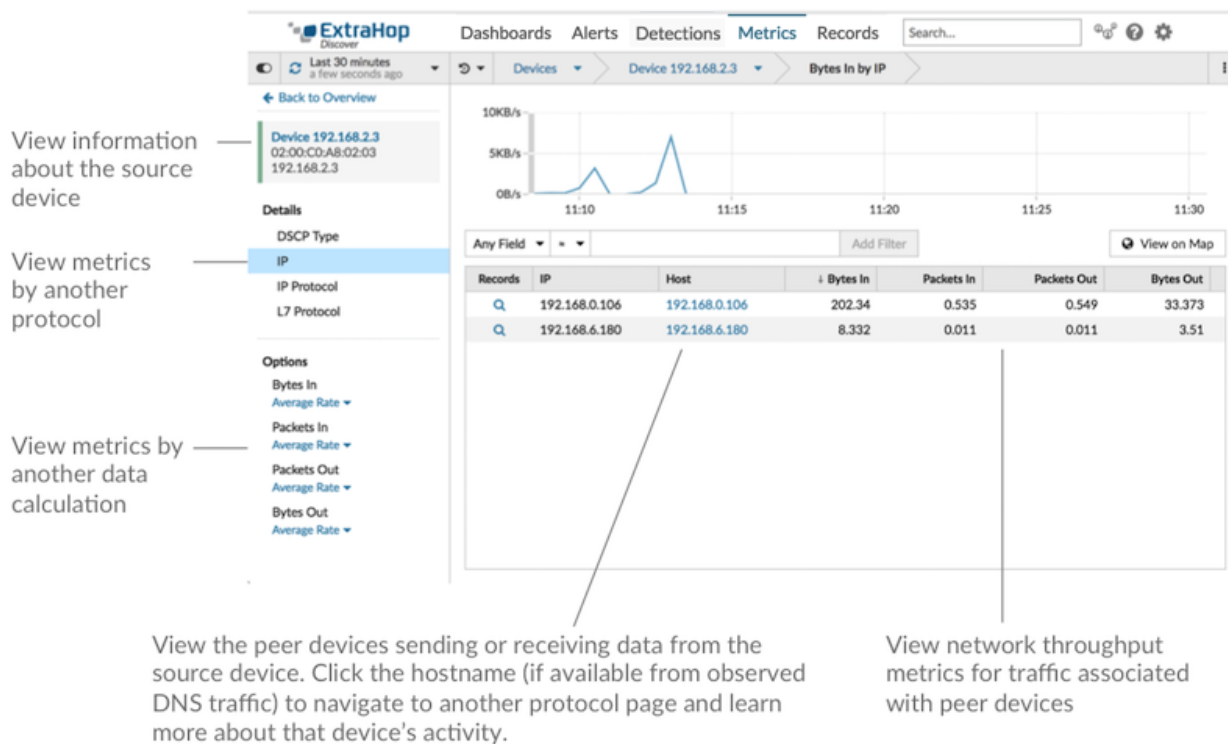 ExtraHop
Discover
Dashboards Alerts Detections Metrics Records Search...
Last 30 minutes
a few seconds ago
Devices Device 192.168.2.3 Bytes In by IP
Back to Overview
Device 192.168.2.3
02:00:C0:A8:02:03
192.168.2.3
Details
DSCP Type
IP
IP Protocol
L7 Protocol
Options
Bytes In
Average Rate
Packets In
Average Rate
Packets Out
Average Rate
Bytes Out
Average Rate
10KB/s
5KB/s
0B/s
11:10 11:15 11:20 11:25 11:30
Any Field ≈ Add Filter View on Map
Records IP Host ↓ Bytes In Packets In Packets Out Bytes Out
192.168.0.106 192.168.0.106 202.34 0.535 0.549 33.373
192.168.6.180 192.168.6.180 8.332 0.011 0.011 3.51
View information
about the source
device
View metrics
by another
protocol
View metrics by
another data
calculation
View the peer devices sending or receiving data from the
source device. Click the hostname (if available from observed
DNS traffic) to navigate to another protocol page and learn
more about that device's activity.
View network throughput
metrics for traffic associated
with peer devices